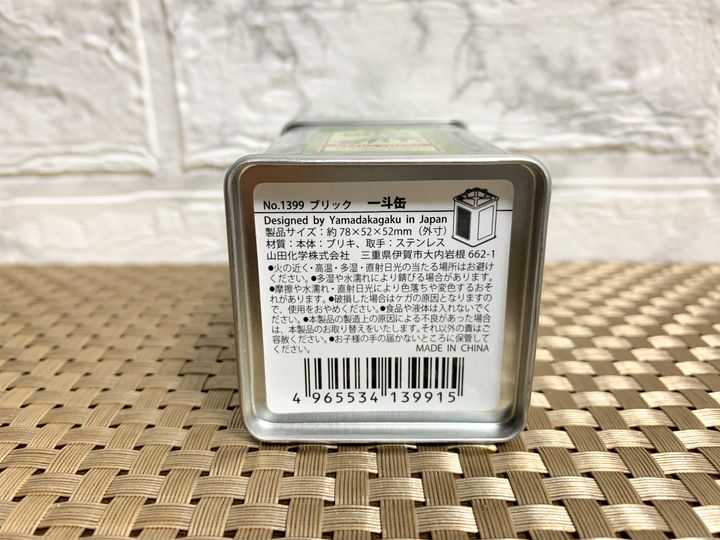 No.1399 ブリック 一斗缶
Designed by Yamadakagaku in Japan
製品サイズ：約 78×52×52mm（外寸）
材質：本体：ブリキ、取手：ステンレス
山田化学株式会社　三重県伊賀市大内岩根 662-1
●火の近く・高温・多湿・直射日光の当たる場所はお避け
ください。●多湿や水濡れにより錆びる場合があります。
●摩擦や水濡れ・直射日光により色落ちや変色するおそ
れがあります。●破損した場合はケガの原因となりますの
で、使用をおやめください。●食品や液体は入れないでく
ださい。●本製品の製造上の原因による不良があった場合
は、本製品のお取り替えをいたします。それ以外の責はご
容赦ください。●お子様の手の届かないところに保管して
ください。
MADE IN CHINA
4 965534 139915